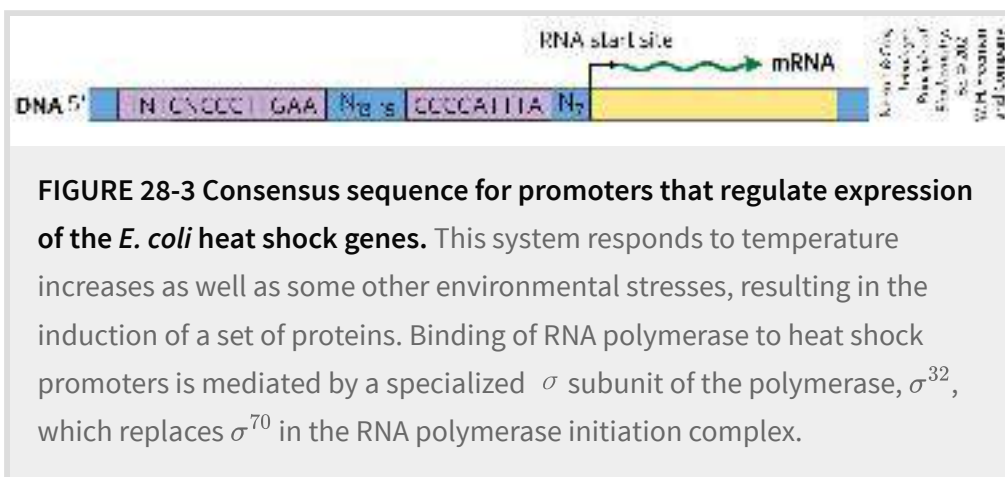 RNA start site
mRNA
DNA 5'
CCCCATTTA
N7
FIGURE 28-3 Consensus sequence for promoters that regulate expression
of the E. coli heat shock genes. This system responds to temperature
increases as well as some other environmental stresses, resulting in the
induction of a set of proteins. Binding of RNA polymerase to heat shock
promoters is mediated by a specialized σ subunit of the polymerase, σ³²,
which replaces σ⁷⁰ in the RNA polymerase initiation complex.